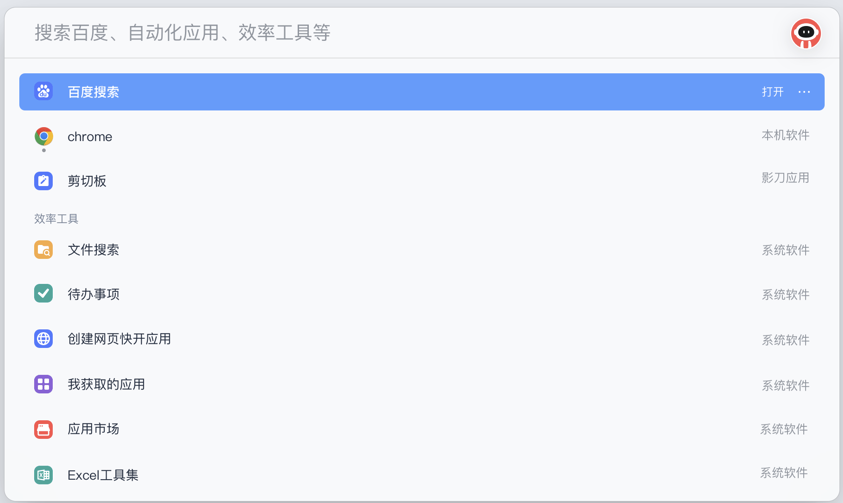 搜索百度、自动化应用、效率工具等
百度搜索 打开 ···
chrome 本机软件
剪切板 影刀应用
效率工具
文件搜索 系统软件
待办事项 系统软件
创建网页快开应用 系统软件
我获取的应用 系统软件
应用市场 系统软件
Excel工具集 系统软件